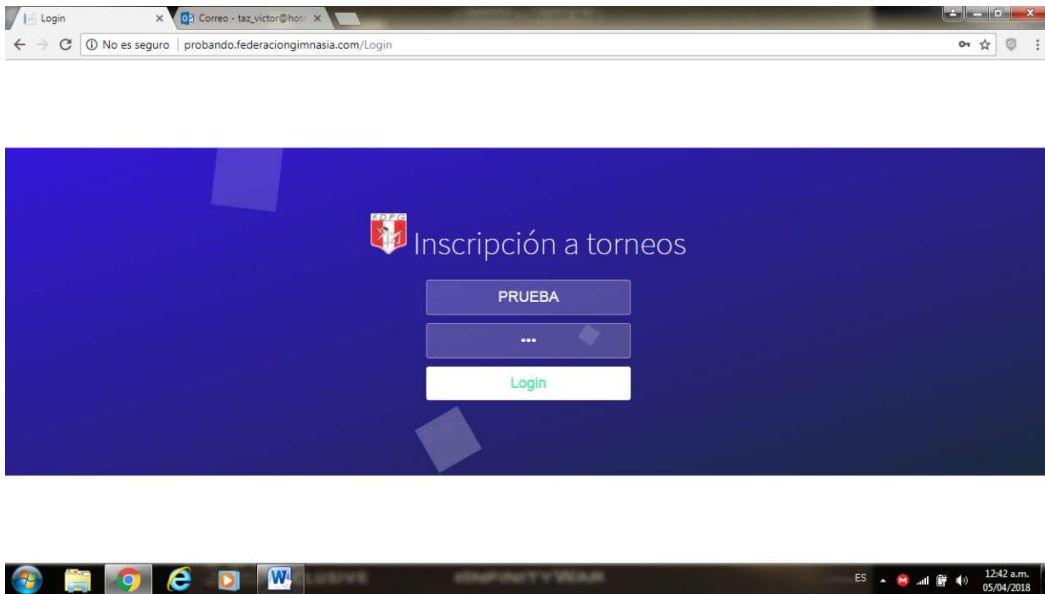 Login
Correo - taz_victor@hot
No es seguro | probando.federaciongimnasia.com/Login
FDPG
Inscripción a torneos
PRUEBA
•••
Login
ES
12:42 a.m.
05/04/2018